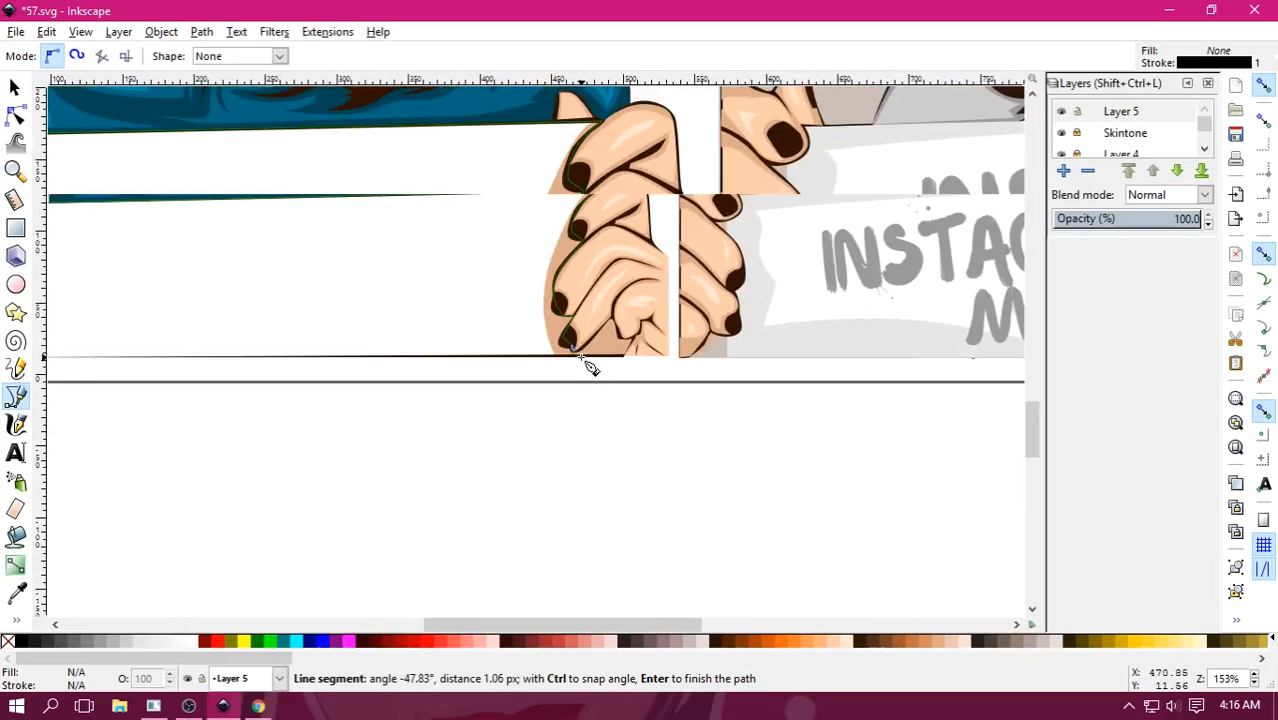 *57.svg - Inkscape
File Edit View Layer Object Path Text Filters Extensions Help
Mode: Shape: None Fill: None
Stroke: 1
Layers (Shift+Ctrl+L)
Layer 5
Skintone
Layer 4
Blend mode: Normal
Opacity (%) 100.0
Fill: N/A
Stroke: N/A
O: 100
•Layer 5
Line segment: angle -47.83°, distance 1.06 px; with Ctrl to snap angle, Enter to finish the path
X: 470.85
Y: 11.56
Z: 153%
4:16 AM